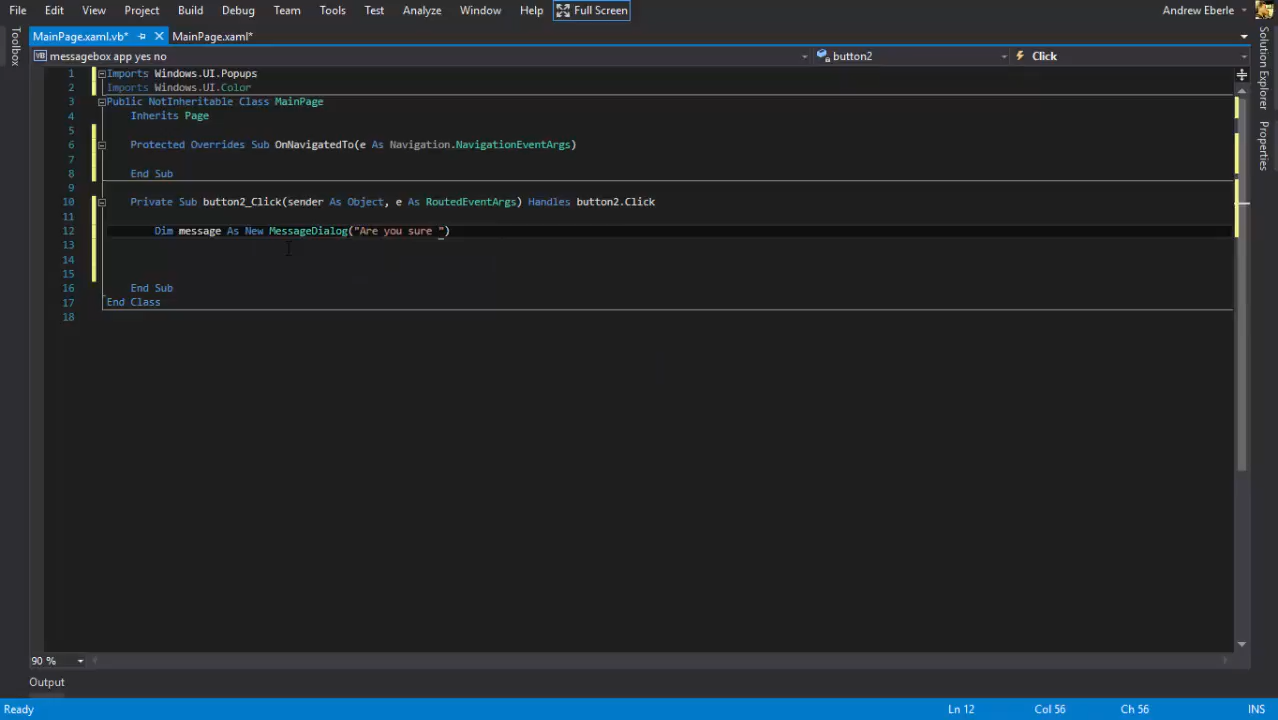 File Edit View Project Build Debug Team Tools Test Analyze Window Help Full Screen Andrew Eberle
MainPage.xaml.vb* MainPage.xaml*
VB messagebox app yes no button2 Click
1 Imports Windows.UI.Popups
2 Imports Windows.UI.Color
3 Public NotInheritable Class MainPage
4 Inherits Page
5
6 Protected Overrides Sub OnNavigatedTo(e As Navigation.NavigationEventArgs)
7
8 End Sub
9
10 Private Sub button2_Click(sender As Object, e As RoutedEventArgs) Handles button2.Click
11
12 Dim message As New MessageDialog("Are you sure ")
13
14
15
16 End Sub
17 End Class
18
Toolbox
Solution Explorer
Properties
90 %
Output
Ready Ln 12 Col 56 Ch 56 INS